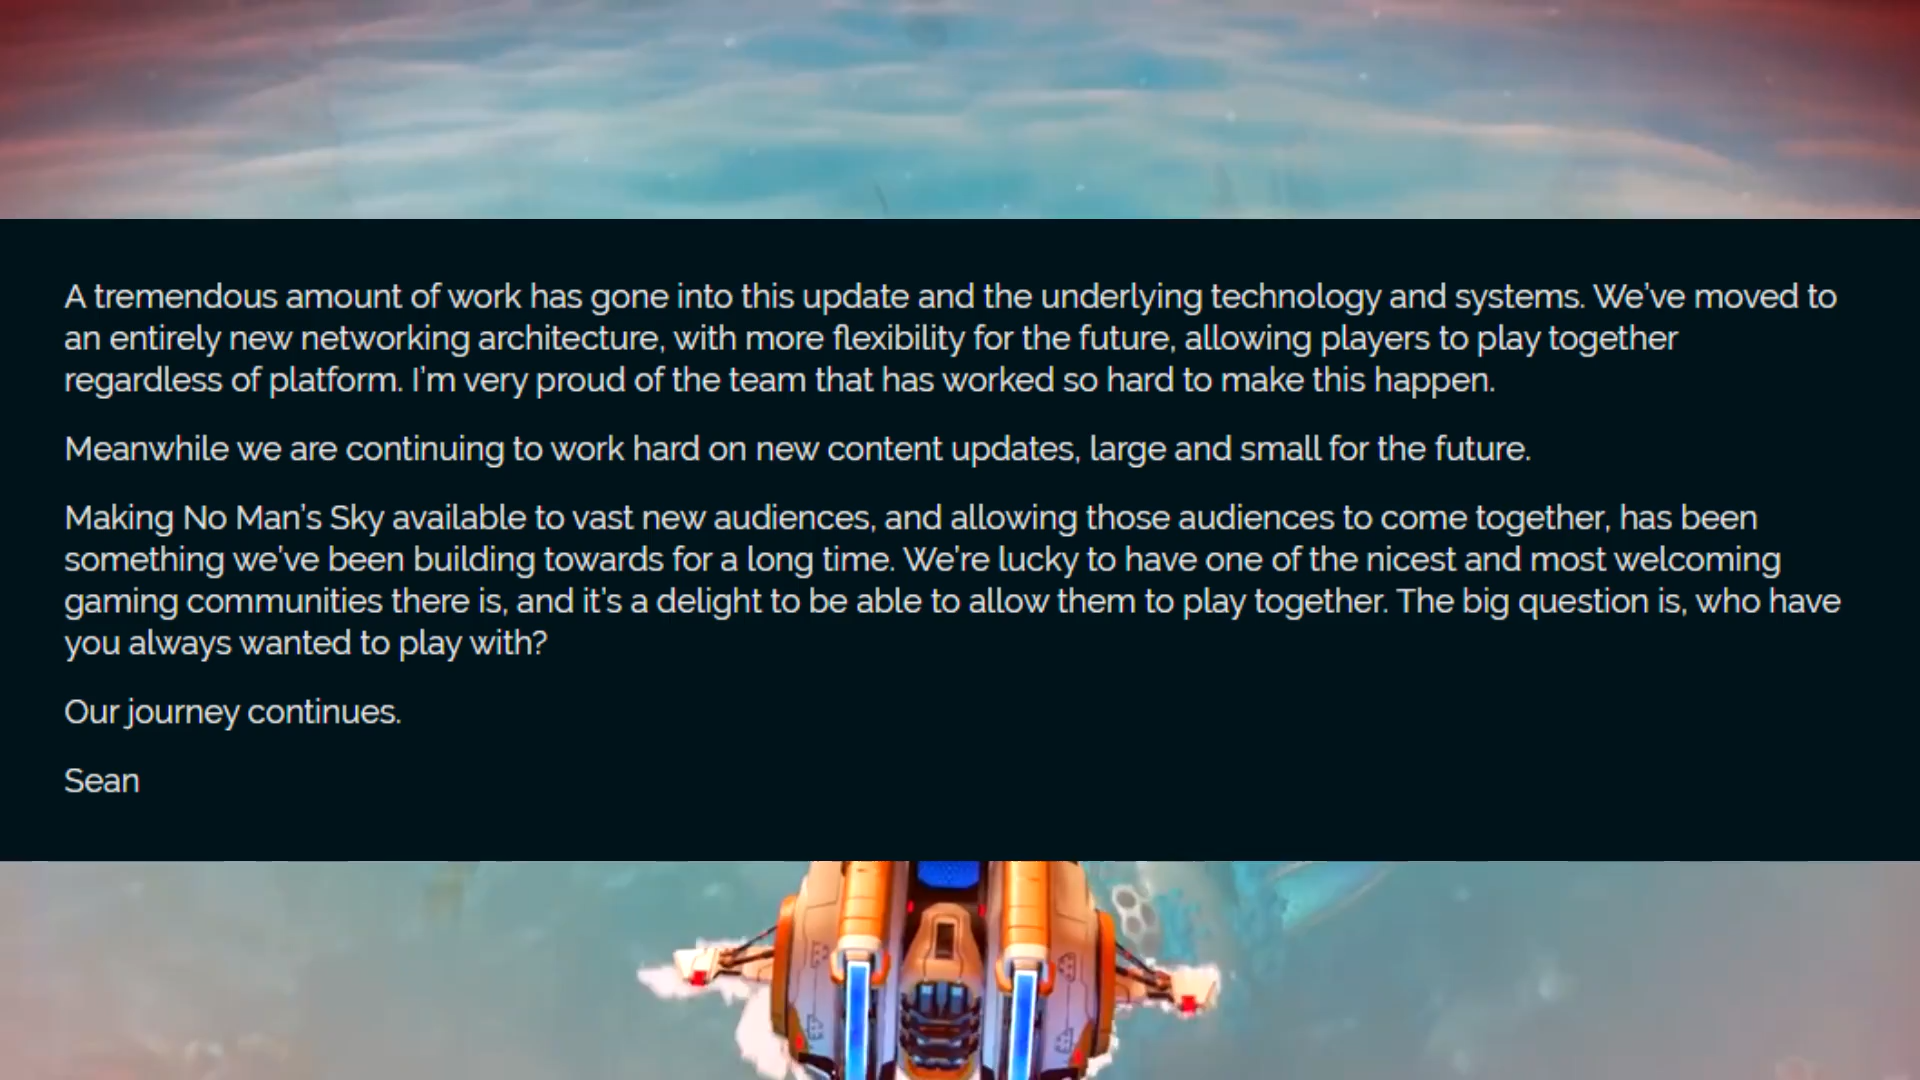 A tremendous amount of work has gone into this update and the underlying technology and systems. We’ve moved to
an entirely new networking architecture, with more flexibility for the future, allowing players to play together
regardless of platform. I’m very proud of the team that has worked so hard to make this happen.
Meanwhile we are continuing to work hard on new content updates, large and small for the future.
Making No Man’s Sky available to vast new audiences, and allowing those audiences to come together, has been
something we’ve been building towards for a long time. We’re lucky to have one of the nicest and most welcoming
gaming communities there is, and it’s a delight to be able to allow them to play together. The big question is, who have
you always wanted to play with?
Our journey continues.
Sean